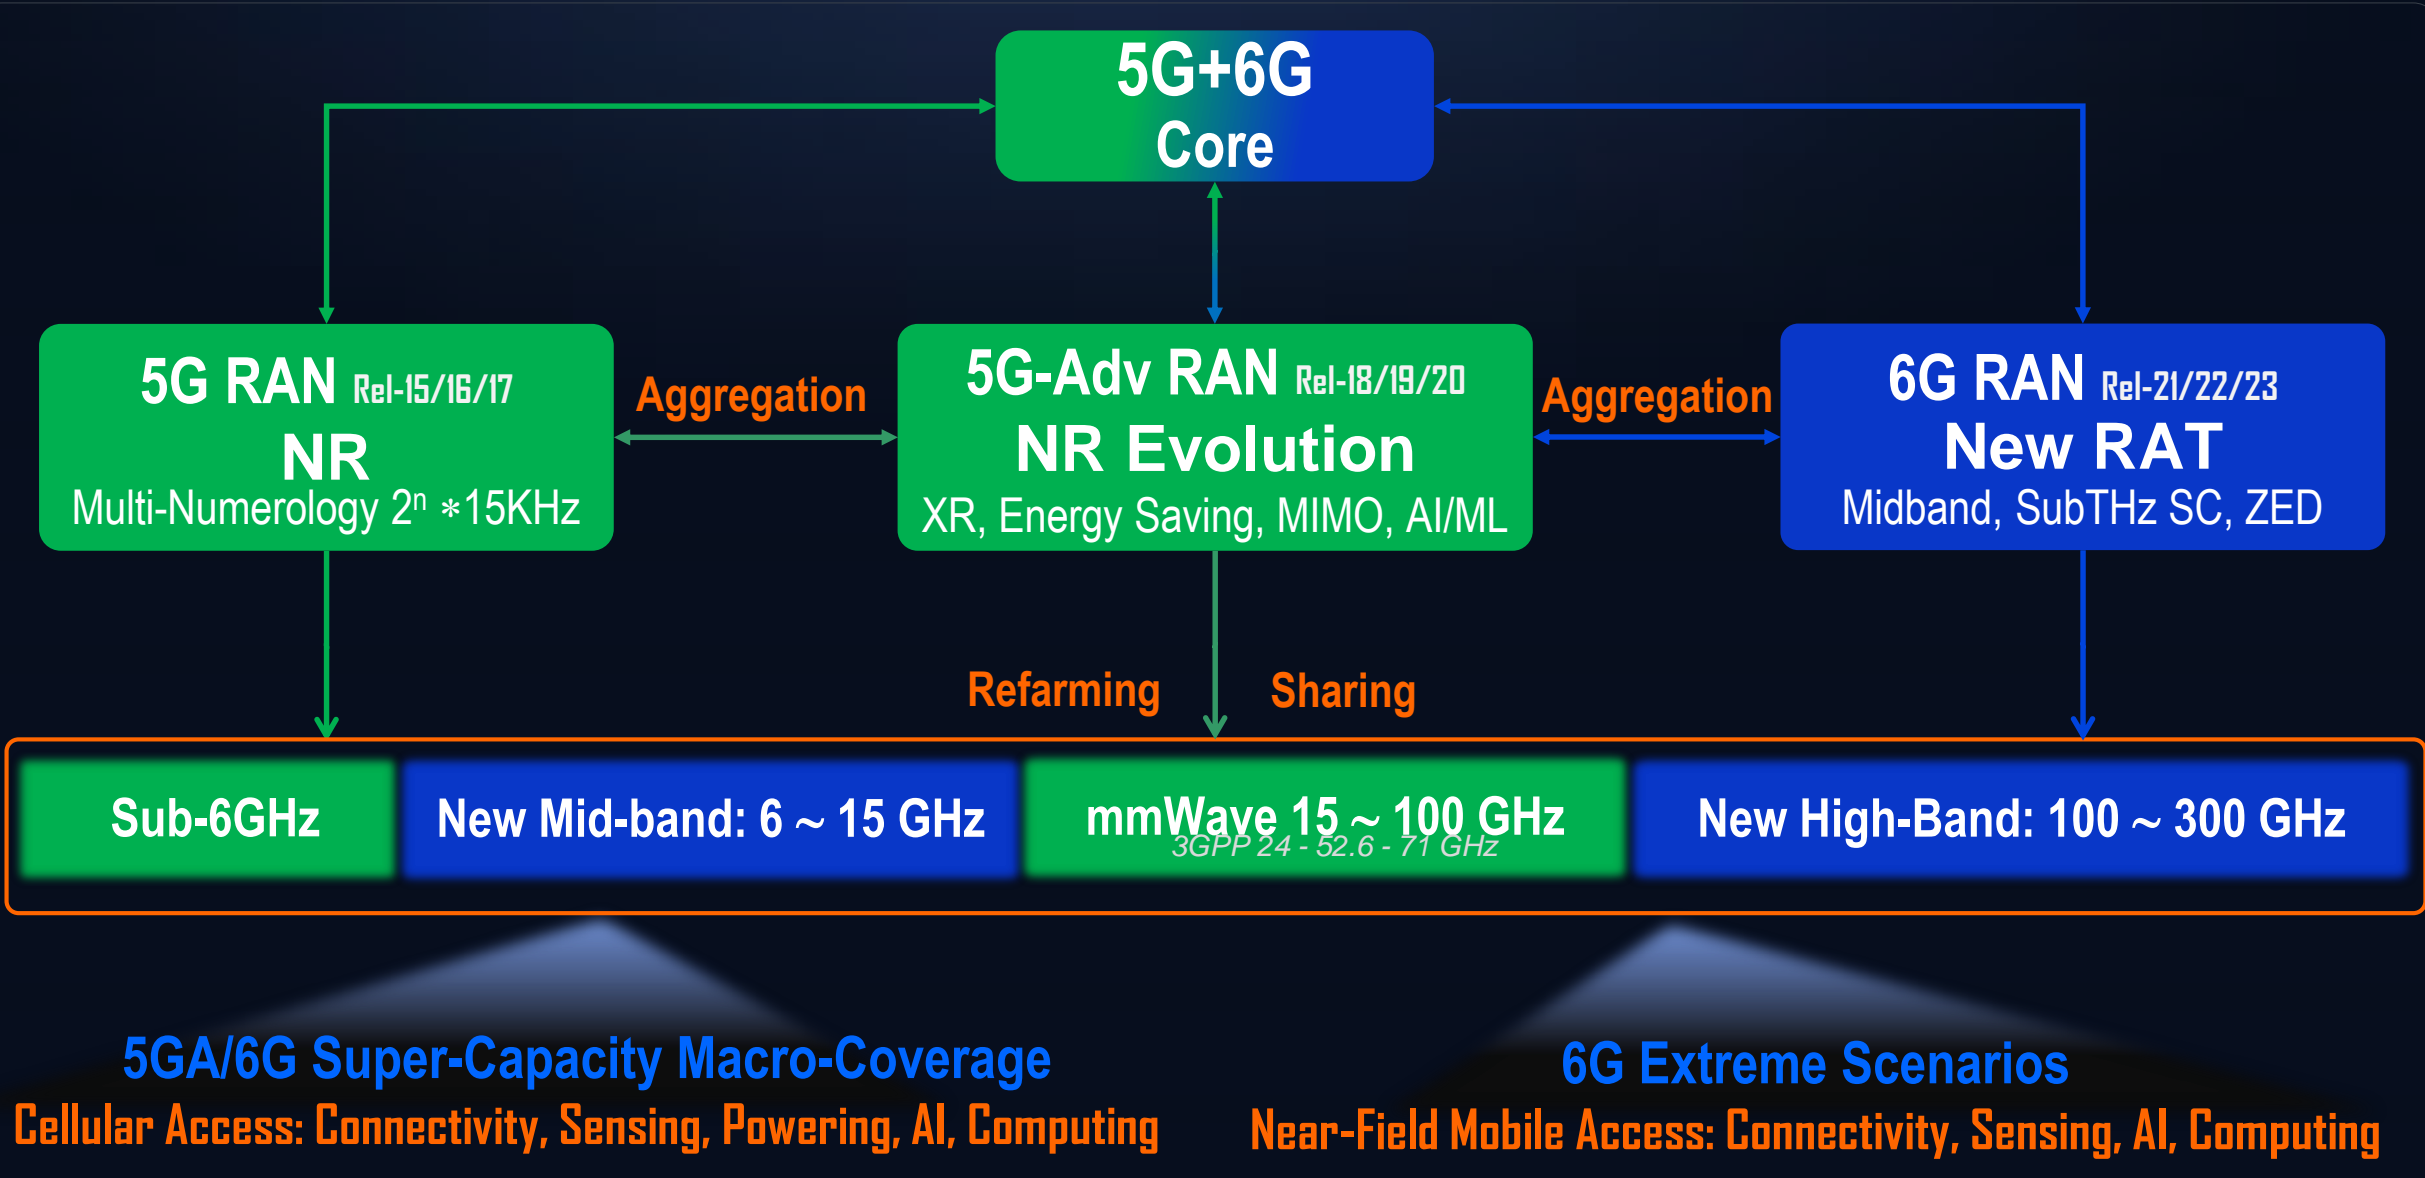 5G+6G
Core
5G RAN Rel-15/16/17
NR
Multi-Numerology 2ⁿ *15KHz
Aggregation
5G-Adv RAN Rel-18/19/20
NR Evolution
XR, Energy Saving, MIMO, AI/ML
Aggregation
6G RAN Rel-21/22/23
New RAT
Midband, SubTHz SC, ZED
Refarming
Sharing
Sub-6GHz
New Mid-band: 6 ~ 15 GHz
mmWave 15 ~ 100 GHz
3GPP 24 - 52.6 - 71 GHz
New High-Band: 100 ~ 300 GHz
5GA/6G Super-Capacity Macro-Coverage
Cellular Access: Connectivity, Sensing, Powering, AI, Computing
6G Extreme Scenarios
Near-Field Mobile Access: Connectivity, Sensing, AI, Computing